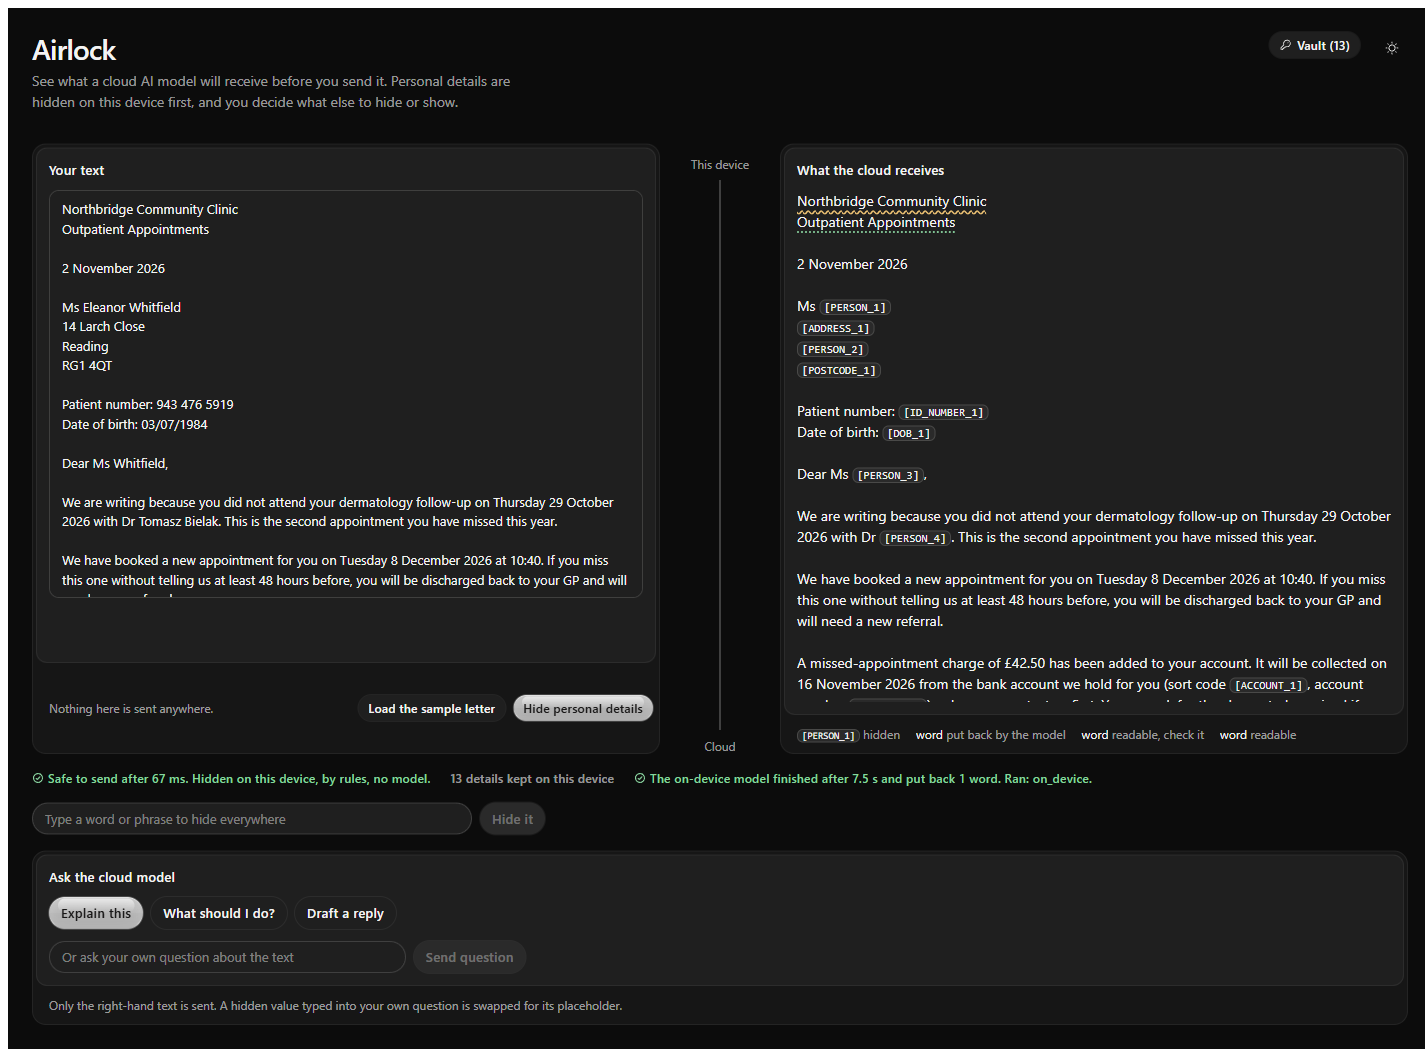 Airlock
Vault (13)
See what a cloud AI model will receive before you send it. Personal details are
hidden on this device first, and you decide what else to hide or show.
Your text
Northbridge Community Clinic
Outpatient Appointments
2 November 2026
Ms Eleanor Whitfield
14 Larch Close
Reading
RG1 4QT
Patient number: 943 476 5919
Date of birth: 03/07/1984
Dear Ms Whitfield,
We are writing because you did not attend your dermatology follow-up on Thursday 29 October
2026 with Dr Tomasz Bielak. This is the second appointment you have missed this year.
We have booked a new appointment for you on Tuesday 8 December 2026 at 10:40. If you miss
this one without telling us at least 48 hours before, you will be discharged back to your GP and will
Nothing here is sent anywhere.
Load the sample letter
Hide personal details
This device
Cloud
What the cloud receives
Northbridge Community Clinic
Outpatient Appointments
2 November 2026
Ms [PERSON_1]
[ADDRESS_1]
[PERSON_2]
[POSTCODE_1]
Patient number: [ID_NUMBER_1]
Date of birth: [DOB_1]
Dear Ms [PERSON_3],
We are writing because you did not attend your dermatology follow-up on Thursday 29 October
2026 with Dr [PERSON_4]. This is the second appointment you have missed this year.
We have booked a new appointment for you on Tuesday 8 December 2026 at 10:40. If you miss
this one without telling us at least 48 hours before, you will be discharged back to your GP and
will need a new referral.
A missed-appointment charge of £42.50 has been added to your account. It will be collected on
16 November 2026 from the bank account we hold for you (sort code [ACCOUNT_1], account
[PERSON_1] hidden word put back by the model word readable, check it word readable
Safe to send after 67 ms. Hidden on this device, by rules, no model. 13 details kept on this device The on-device model finished after 7.5 s and put back 1 word. Ran: on_device.
Type a word or phrase to hide everywhere
Hide it
Ask the cloud model
Explain this
What should I do?
Draft a reply
Or ask your own question about the text
Send question
Only the right-hand text is sent. A hidden value typed into your own question is swapped for its placeholder.